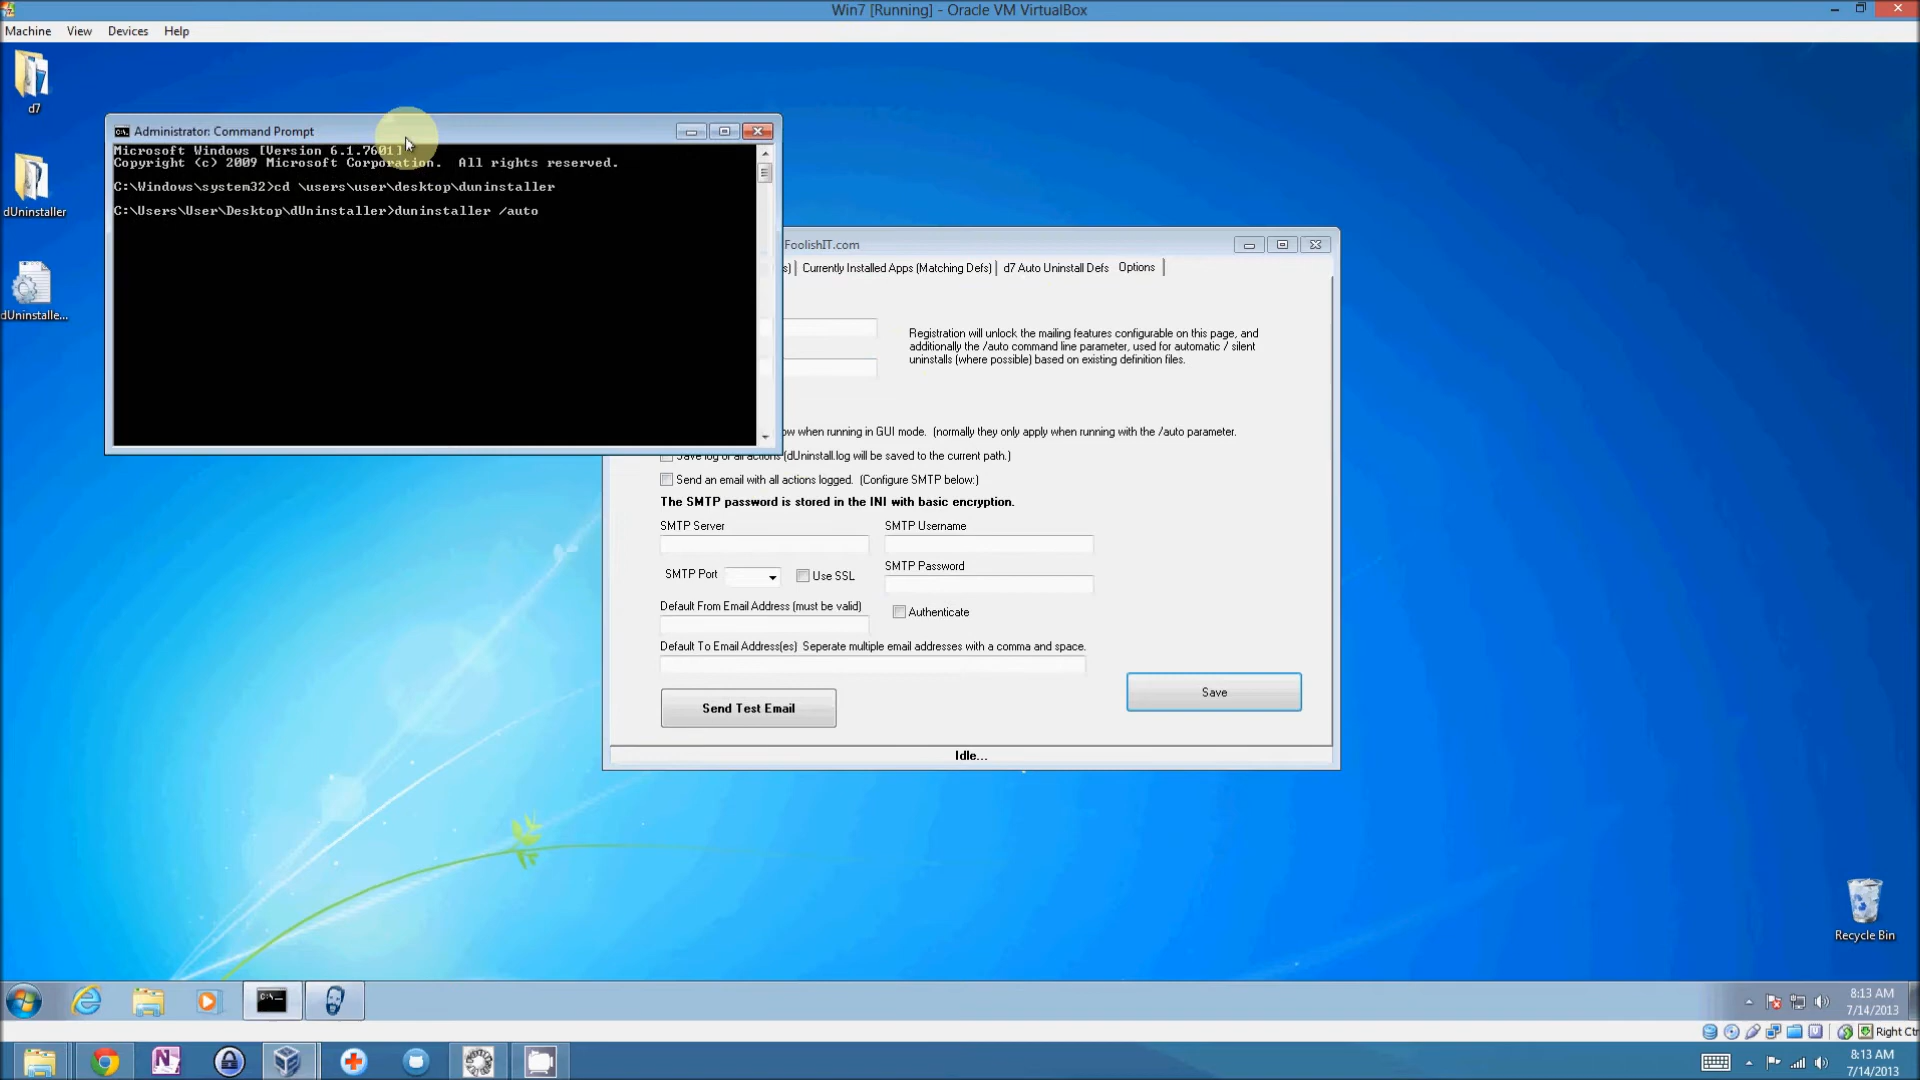 Win7 [Running] - Oracle VM VirtualBox
Machine View Devices Help
d7
dUninstaller
dUninstalle...
Administrator: Command Prompt
Microsoft Windows [Version 6.1.7601]
Copyright (c) 2009 Microsoft Corporation. All rights reserved.
C:\Windows\system32>cd \users\user\desktop\duninstaller
C:\Users\User\Desktop\dUninstaller>duninstaller /auto
FoolishIT.com
s) Currently Installed Apps (Matching Defs) d7 Auto Uninstall Defs Options
Registration will unlock the mailing features configurable on this page, and
additionally the /auto command line parameter, used for automatic / silent
uninstalls (where possible) based on existing definition files.
ow when running in GUI mode. (normally they only apply when running with the /auto parameter.
Save log of all actions (dUninstall.log will be saved to the current path.)
Send an email with all actions logged. (Configure SMTP below:)
The SMTP password is stored in the INI with basic encryption.
SMTP Server
SMTP Username
SMTP Port
Use SSL
SMTP Password
Default From Email Address (must be valid)
Authenticate
Default To Email Address(es) Seperate multiple email addresses with a comma and space.
Send Test Email
Save
Idle...
Recycle Bin
8:13 AM
7/14/2013
Right Ctr
8:13 AM
7/14/2013